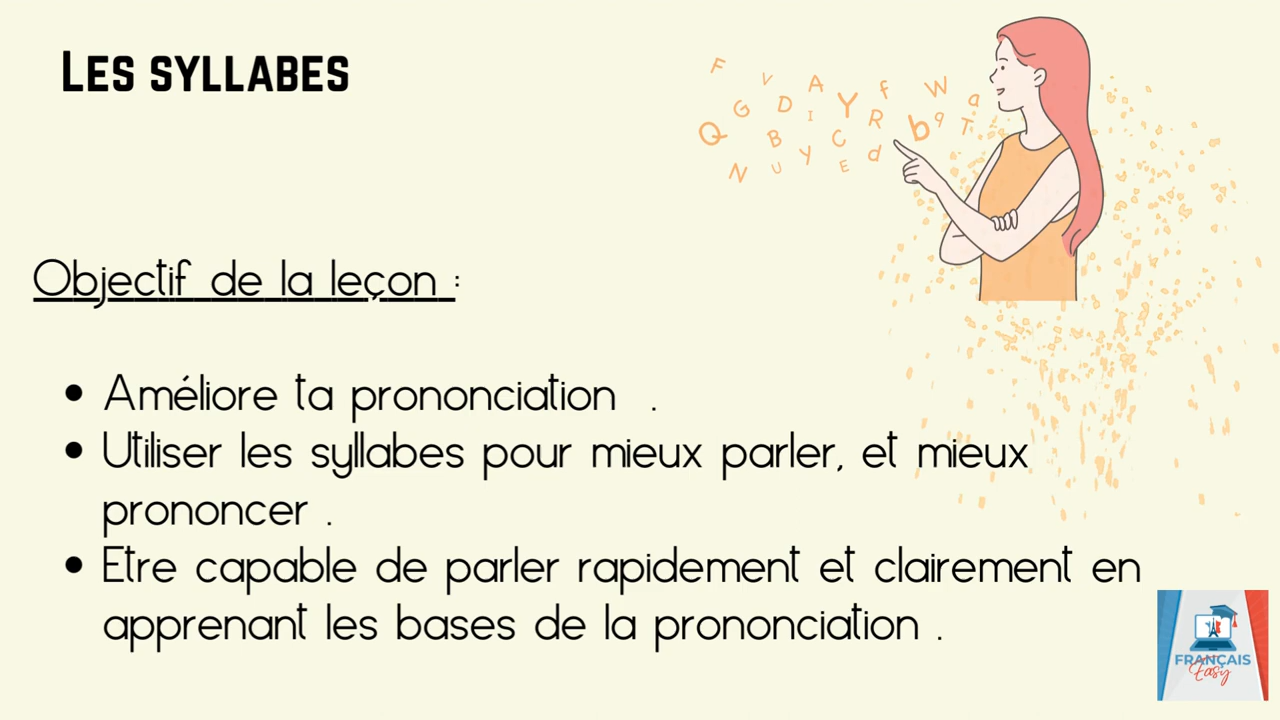 LES SYLLABES
F V A f W a
Q G D I Y R b q T
B C
N U Y E d
Objectif de la leçon :
• Améliore ta prononciation .
• Utiliser les syllabes pour mieux parler, et mieux
prononcer .
• Etre capable de parler rapidement et clairement en
apprenant les bases de la prononciation .
FRANÇAIS
Easy